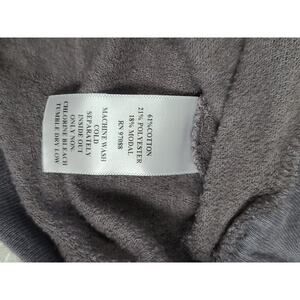 61%COTTON
21% POLYESTER
18% MODAL
RN 97088
MACHINE WASH
COLD
SEPARATELY
INSIDE OUT
ONLY NON-
CHLORINE BLEACH
TUMBLE DRY LOW